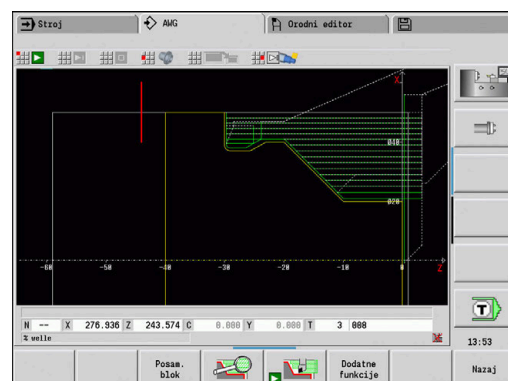 Stroj
AWG
Orodni editor
X
ø40
ø20
-60 -50 -40 -30 -20 -10 0 Z
N -- X 276.936 Z 243.574 C 0.000 Y 0.000 T 3 000
% welle
T
13:53
Posam. blok
Dodatne funkcije
Nazaj